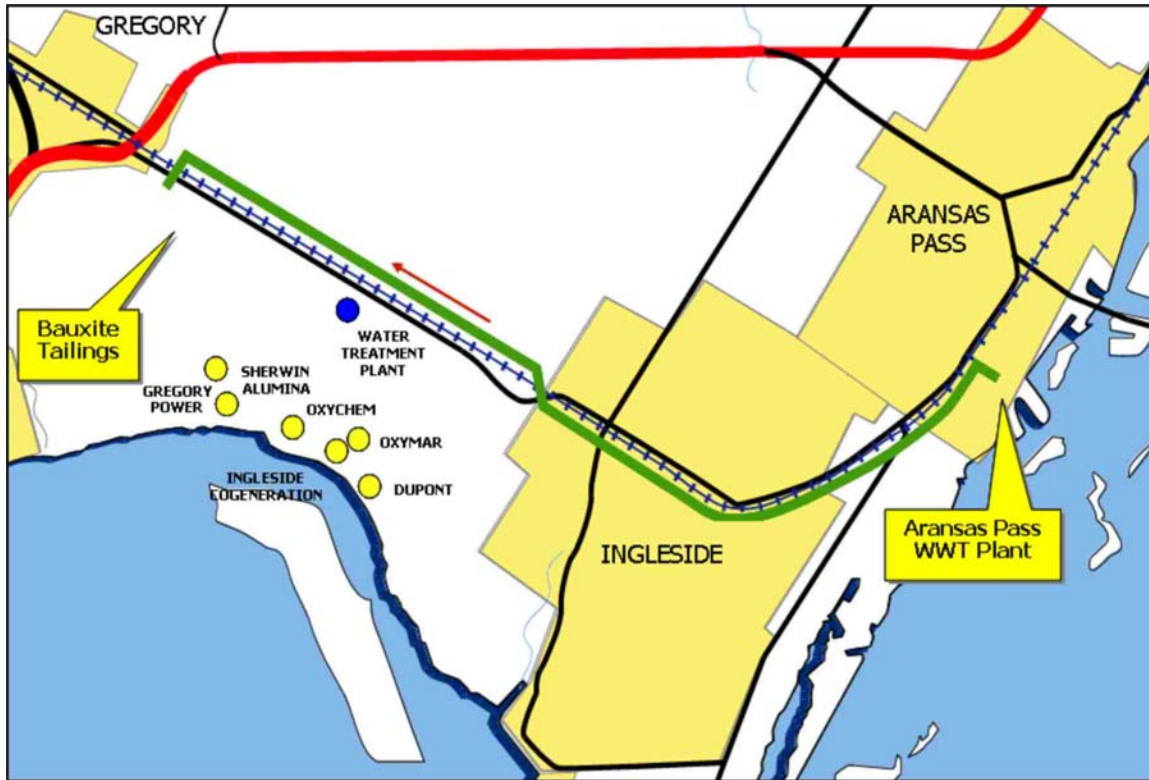 GREGORY
ARANSAS
PASS
Bauxite
Tailings
WATER
TREATMENT
PLANT
SHERWIN
ALUMINA
GREGORY
POWER
OXYCHEM
OXYMAR
INGLESIDE
COGENERATION
DUPONT
INGLESIDE
Aransas Pass
WWT Plant